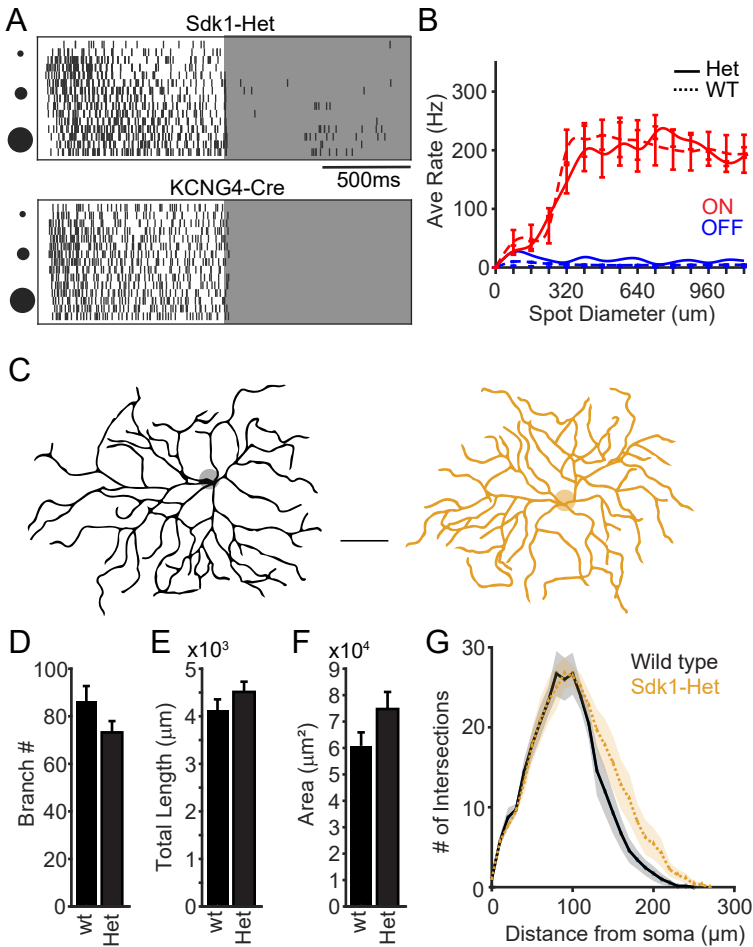 A
Sdk1-Het
500ms
KCNG4-Cre
B
Het
WT
300
200
100
0
Ave Rate (Hz)
ON
OFF
0
320
640
960
Spot Diameter (um)
C
D
100
80
60
40
20
0
Branch #
wt
Het
E
x10³
5
4
3
2
1
0
Total Length (μm)
wt
Het
F
x10⁴
10
9
8
7
6
5
4
3
2
1
0
Area (μm²)
wt
Het
G
Wild type
Sdk1-Het
30
20
10
0
# of Intersections
0
100
200
300
Distance from soma (μm)